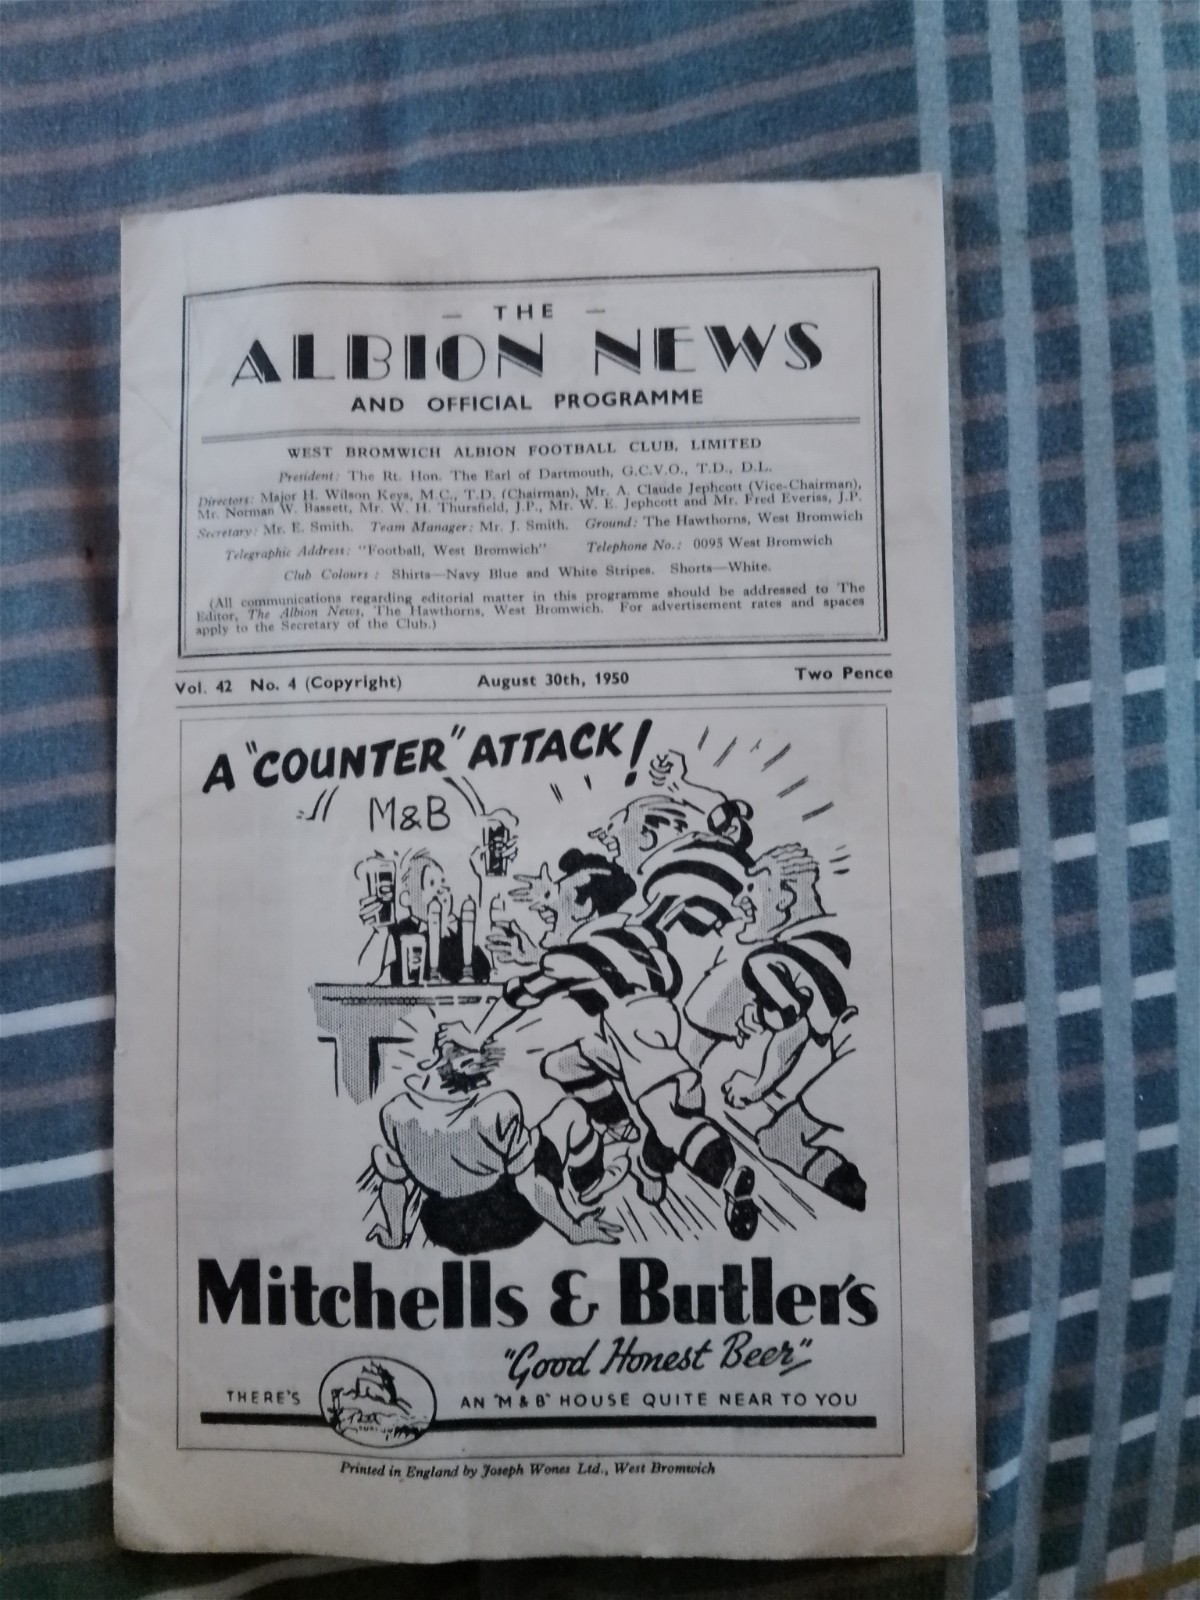 — THE —
ALBION NEWS
AND OFFICIAL PROGRAMME
WEST BROMWICH ALBION FOOTBALL CLUB, LIMITED
President: The Rt. Hon. The Earl of Dartmouth, G.C.V.O., T.D., D.L.
Directors: Major H. Wilson Keys, M.C., T.D. (Chairman), Mr. A. Claude Jephcott (Vice-Chairman),
Mr. Norman W. Bassett, Mr. W. H. Thursfield, J.P., Mr. W. E. Jephcott and Mr. Fred Everiss, J.P.
Secretary: Mr. E. Smith. Team Manager: Mr. J. Smith. Ground: The Hawthorns, West Bromwich
Telegraphic Address: "Football, West Bromwich" Telephone No.: 0095 West Bromwich
Club Colours: Shirts—Navy Blue and White Stripes. Shorts—White.
(All communications regarding editorial matter in this programme should be addressed to The
Editor, The Albion News, The Hawthorns, West Bromwich. For advertisement rates and spaces
apply to the Secretary of the Club.)
Vol. 42 No. 4 (Copyright) August 30th, 1950 Two Pence
A "COUNTER" ATTACK!
M&B
Mitchells & Butler's
"Good Honest Beer"
THERE'S AN "M & B" HOUSE QUITE NEAR TO YOU
Printed in England by Joseph Wones Ltd., West Bromwich